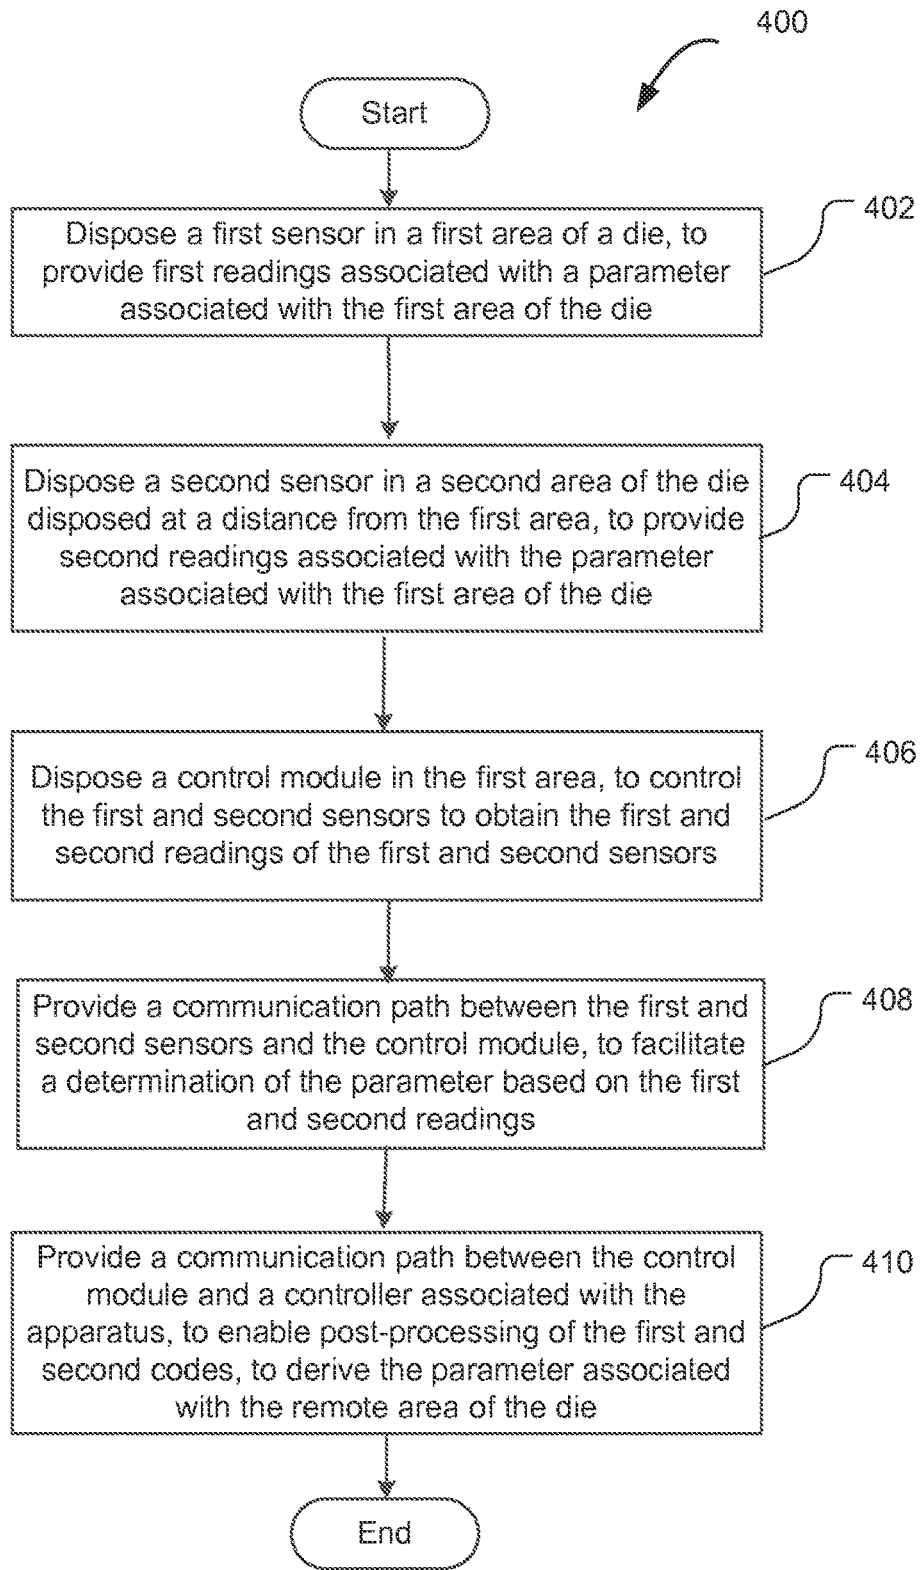 400
Start
402
Dispose a first sensor in a first area of a die, to
provide first readings associated with a parameter
associated with the first area of the die
404
Dispose a second sensor in a second area of the die
disposed at a distance from the first area, to provide
second readings associated with the parameter
associated with the first area of the die
406
Dispose a control module in the first area, to control
the first and second sensors to obtain the first and
second readings of the first and second sensors
408
Provide a communication path between the first and
second sensors and the control module, to facilitate
a determination of the parameter based on the first
and second readings
410
Provide a communication path between the control
module and a controller associated with the
apparatus, to enable post-processing of the first and
second codes, to derive the parameter associated
with the remote area of the die
End